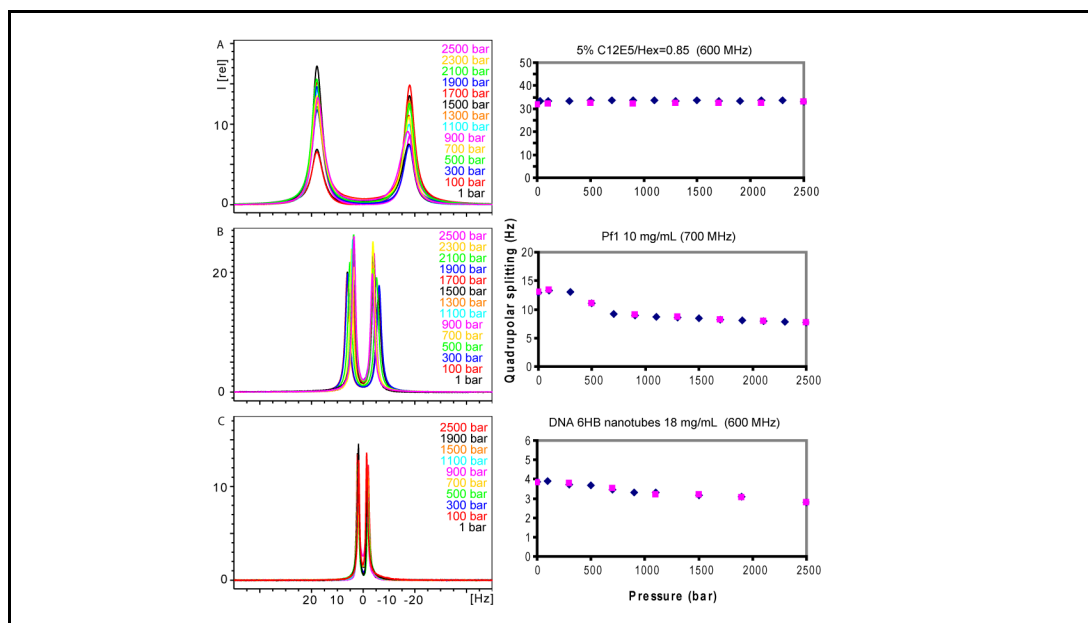 A
I [rel]
10
0
2500 bar
2300 bar
2100 bar
1900 bar
1700 bar
1500 bar
1300 bar
1100 bar
900 bar
700 bar
500 bar
300 bar
100 bar
1 bar
5% C12E5/Hex=0.85 (600 MHz)
50
40
30
20
10
0
0 500 1000 1500 2000 2500
B
20
0
2500 bar
2300 bar
2100 bar
1900 bar
1700 bar
1500 bar
1300 bar
1100 bar
900 bar
700 bar
500 bar
300 bar
100 bar
1 bar
Quadrupolar splitting (Hz)
Pf1 10 mg/mL (700 MHz)
20
15
10
5
0
0 500 1000 1500 2000 2500
C
10
0
2500 bar
1900 bar
1500 bar
1100 bar
900 bar
700 bar
500 bar
300 bar
100 bar
1 bar
20 10 0 -10 -20 [Hz]
DNA 6HB nanotubes 18 mg/mL (600 MHz)
6
5
4
3
2
1
0
0 500 1000 1500 2000 2500
Pressure (bar)